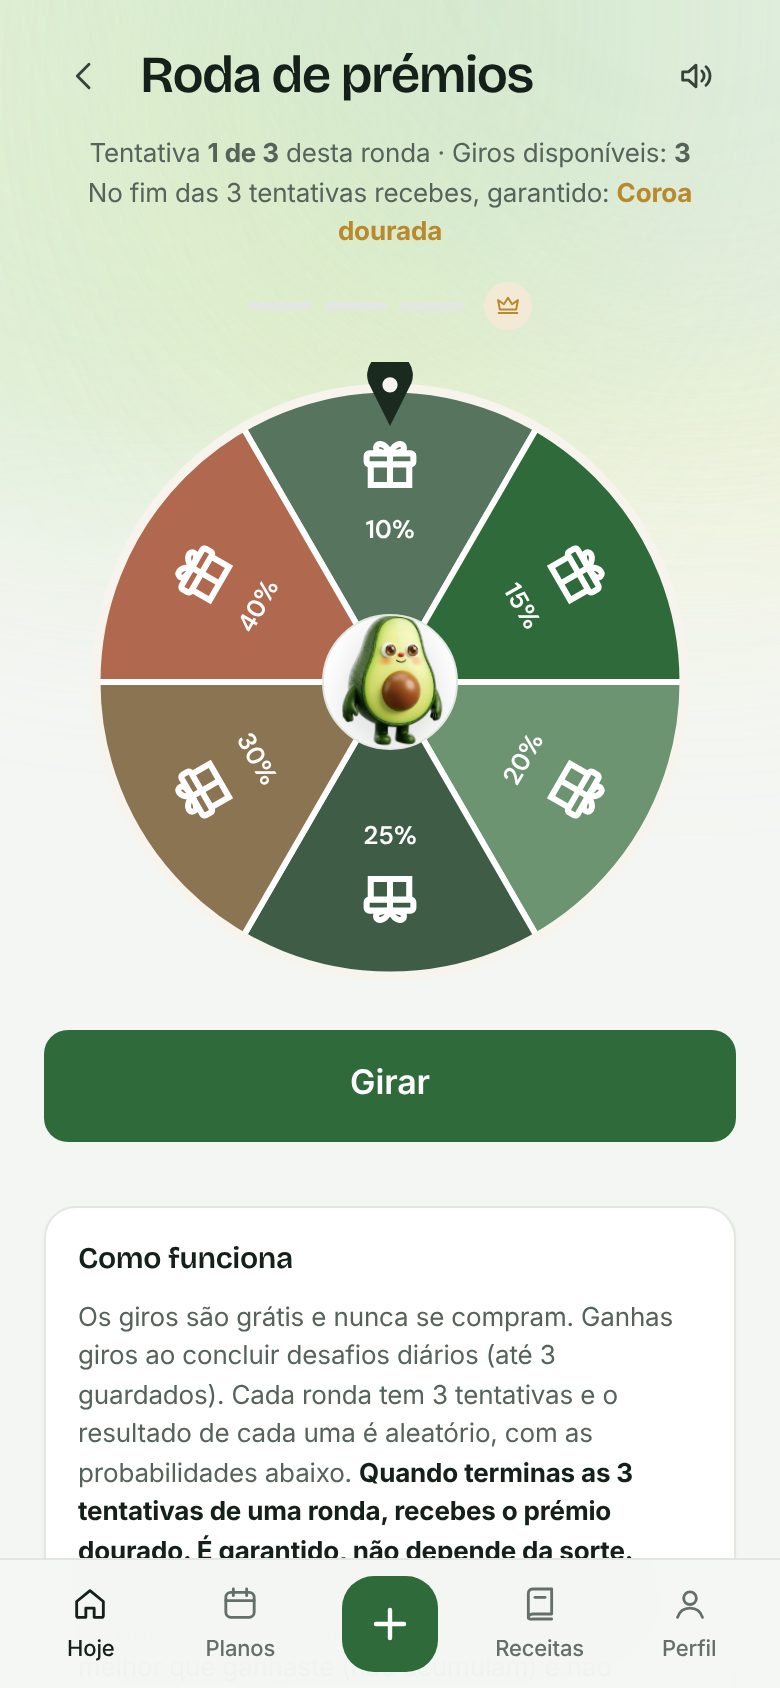 Roda de prémios
Tentativa 1 de 3 desta ronda · Giros disponíveis: 3
No fim das 3 tentativas recebes, garantido: Coroa
dourada
10%
40%
15%
30%
20%
25%
Girar
Como funciona
Os giros são grátis e nunca se compram. Ganhas
giros ao concluir desafios diários (até 3
guardados). Cada ronda tem 3 tentativas e o
resultado de cada uma é aleatório, com as
probabilidades abaixo. Quando terminas as 3
tentativas de uma ronda, recebes o prémio
dourado. É garantido, não depende da sorte.
Hoje
Planos
Receitas
Perfil